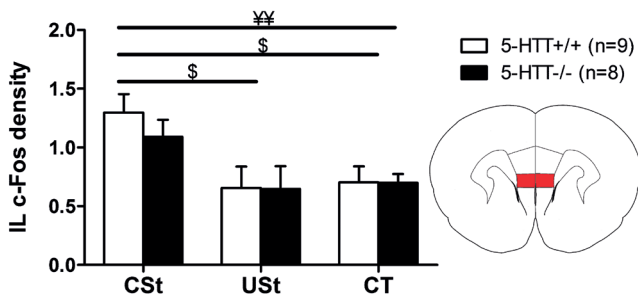 ¥¥
$
$
2.0
1.5
1.0
0.5
0.0
IL c-Fos density
CSt
USt
CT
5-HTT+/+ (n=9)
5-HTT-/- (n=8)